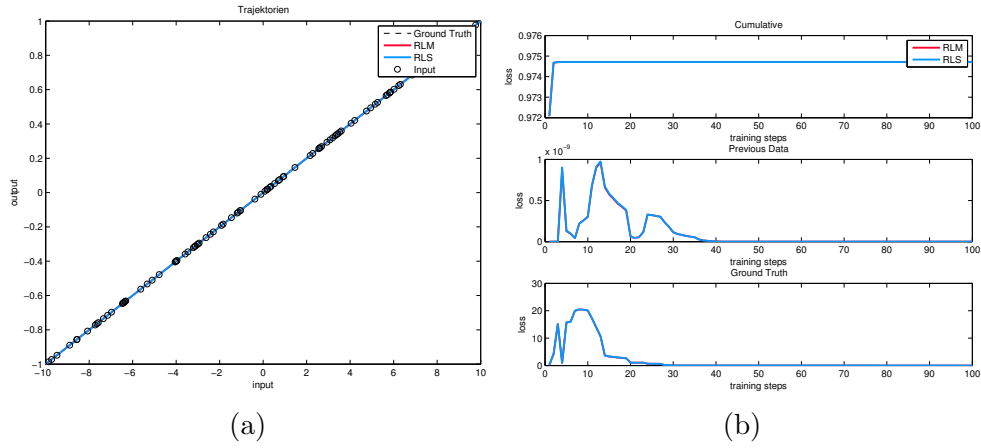 Trajektorien
1
0.8
0.6
0.4
0.2
0
−0.2
−0.4
−0.6
−0.8
−1
output
−10 −8 −6 −4 −2 0 2 4 6 8 10
input
Ground Truth
RLM
RLS
Input
(a)
Cumulative
0.976
0.975
0.974
0.973
0.972
loss
RLM
RLS
0 10 20 30 40 50 60 70 80 90 100
training steps
Previous Data
x 10⁻⁹
1
0.5
0
loss
0 10 20 30 40 50 60 70 80 90 100
training steps
Ground Truth
30
20
10
0
loss
0 10 20 30 40 50 60 70 80 90 100
training steps
(b)